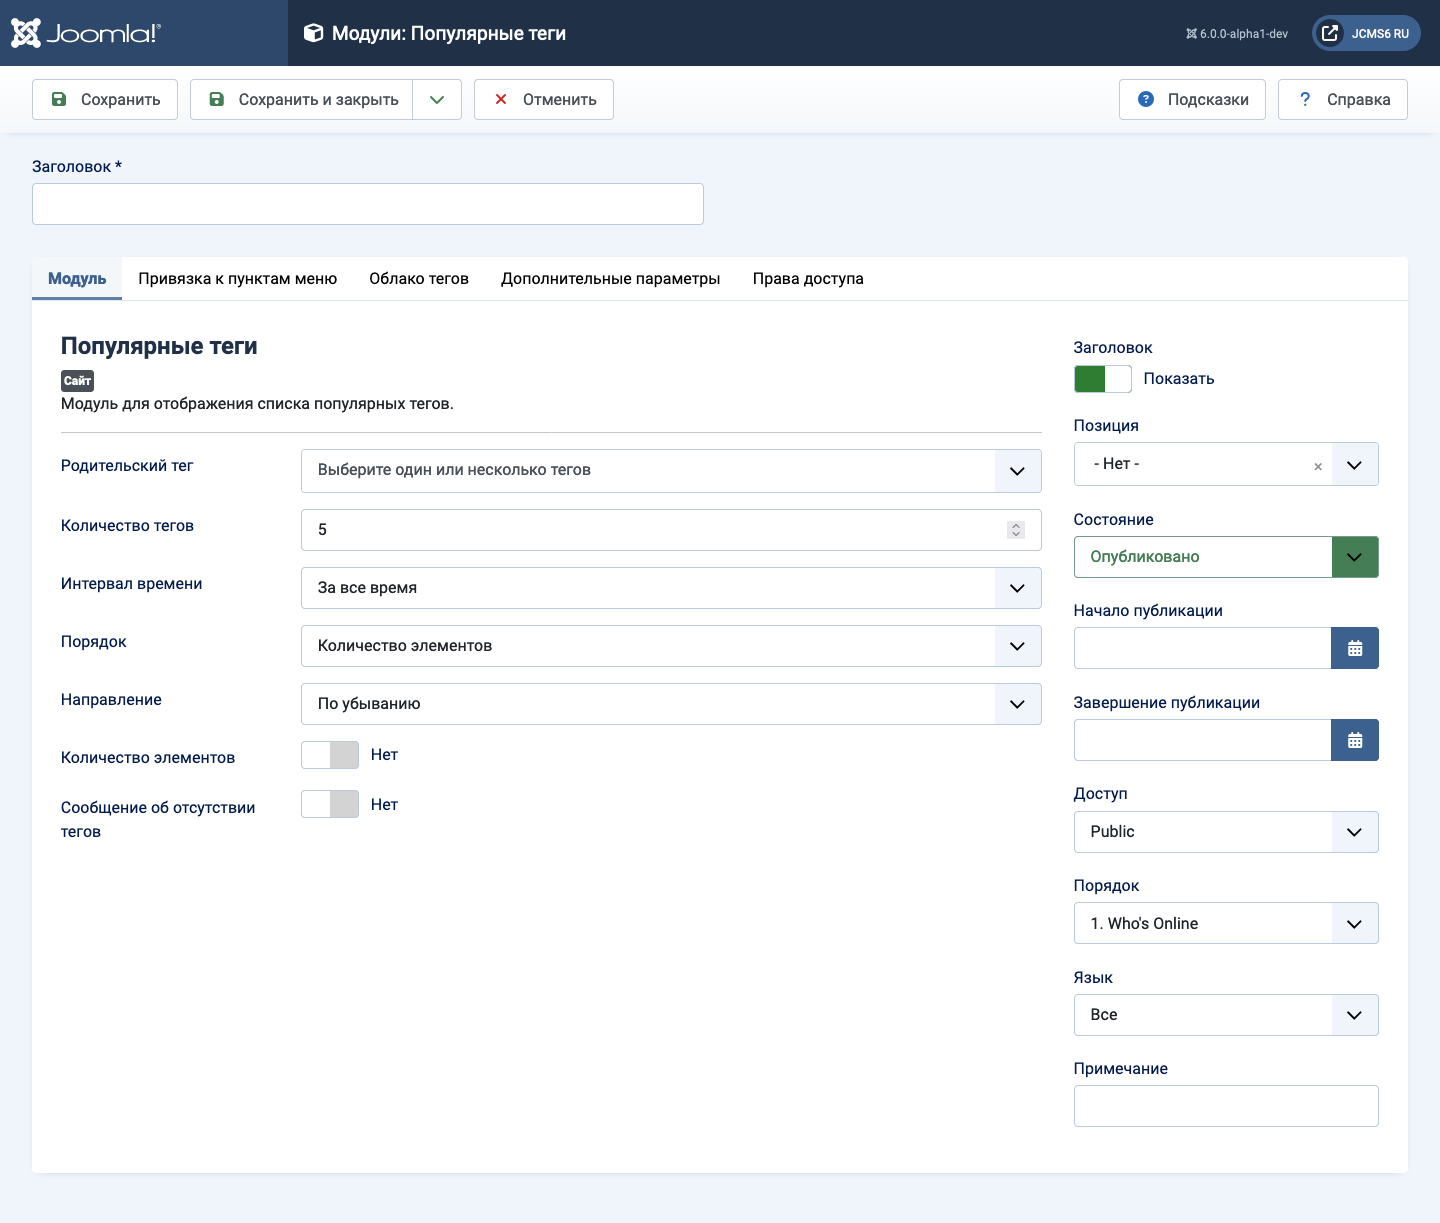 Joomla!®
Модули: Популярные теги
6.0.0-alpha1-dev
JCMS6 RU
Сохранить
Сохранить и закрыть
Отменить
Подсказки
Справка
Заголовок *
Модуль
Привязка к пунктам меню
Облако тегов
Дополнительные параметры
Права доступа
Популярные теги
Сайт
Модуль для отображения списка популярных тегов.
Родительский тег
Выберите один или несколько тегов
Количество тегов
5
Интервал времени
За все время
Порядок
Количество элементов
Направление
По убыванию
Количество элементов
Нет
Сообщение об отсутствии
тегов
Нет
Заголовок
Показать
Позиция
- Нет -
Состояние
Опубликовано
Начало публикации
Завершение публикации
Доступ
Public
Порядок
1. Who's Online
Язык
Все
Примечание